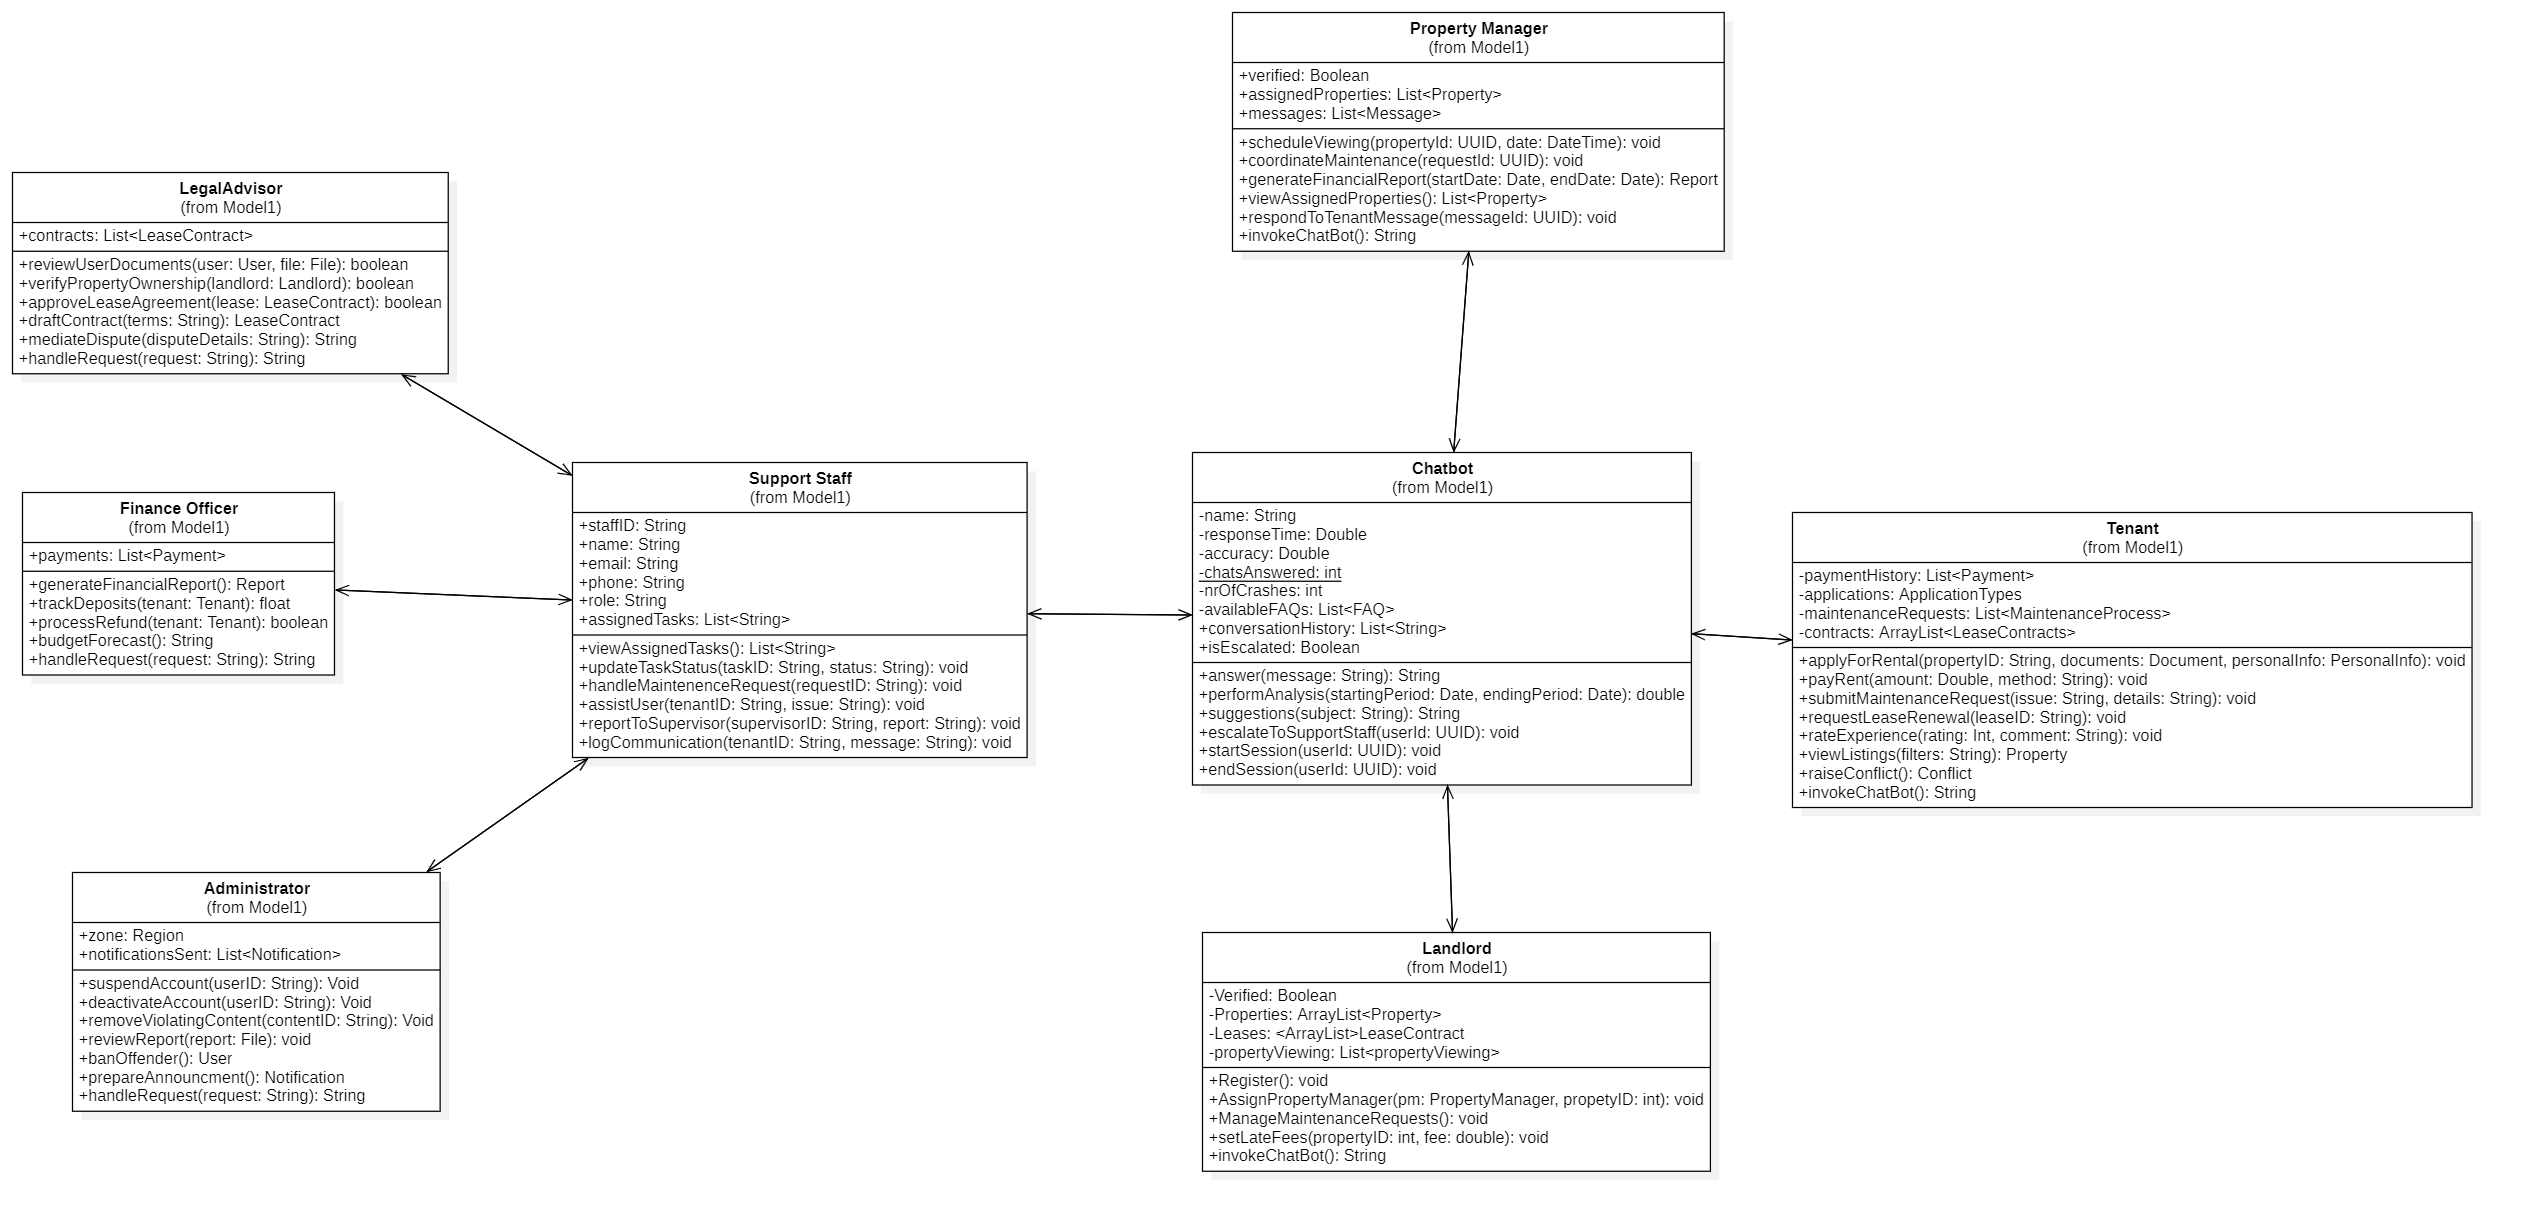 Property Manager
(from Model1)
+verified: Boolean
+assignedProperties: List<Property>
+messages: List<Message>
+scheduleViewing(propertyId: UUID, date: DateTime): void
+coordinateMaintenance(requestId: UUID): void
+generateFinancialReport(startDate: Date, endDate: Date): Report
+viewAssignedProperties(): List<Property>
+respondToTenantMessage(messageId: UUID): void
+invokeChatBot(): String
LegalAdvisor
(from Model1)
+contracts: List<LeaseContract>
+reviewUserDocuments(user: User, file: File): boolean
+verifyPropertyOwnership(landlord: Landlord): boolean
+approveLeaseAgreement(lease: LeaseContract): boolean
+draftContract(terms: String): LeaseContract
+mediateDispute(disputeDetails: String): String
+handleRequest(request: String): String
Finance Officer
(from Model1)
+payments: List<Payment>
+generateFinancialReport(): Report
+trackDeposits(tenant: Tenant): float
+processRefund(tenant: Tenant): boolean
+budgetForecast(): String
+handleRequest(request: String): String
Support Staff
(from Model1)
+staffID: String
+name: String
+email: String
+phone: String
+role: String
+assignedTasks: List<String>
+viewAssignedTasks(): List<String>
+updateTaskStatus(taskID: String, status: String): void
+handleMaintenenceRequest(requestID: String): void
+assistUser(tenantID: String, issue: String): void
+reportToSupervisor(supervisorID: String, report: String): void
+logCommunication(tenantID: String, message: String): void
Chatbot
(from Model1)
-name: String
-responseTime: Double
-accuracy: Double
-chatsAnswered: int
-nrOfCrashes: int
-availableFAQs: List<FAQ>
+conversationHistory: List<String>
+isEscalated: Boolean
+answer(message: String): String
+performAnalysis(startingPeriod: Date, endingPeriod: Date): double
+suggestions(subject: String): String
+escalateToSupportStaff(userId: UUID): void
+startSession(userId: UUID): void
+endSession(userId: UUID): void
Tenant
(from Model1)
-paymentHistory: List<Payment>
-applications: ApplicationTypes
-maintenanceRequests: List<MaintenanceProcess>
-contracts: ArrayList<LeaseContracts>
+applyForRental(propertyID: String, documents: Document, personalInfo: PersonalInfo): void
+payRent(amount: Double, method: String): void
+submitMaintenanceRequest(issue: String, details: String): void
+requestLeaseRenewal(leaseID: String): void
+rateExperience(rating: Int, comment: String): void
+viewListings(filters: String): Property
+raiseConflict(): Conflict
+invokeChatBot(): String
Administrator
(from Model1)
+zone: Region
+notificationsSent: List<Notification>
+suspendAccount(userID: String): Void
+deactivateAccount(userID: String): Void
+removeViolatingContent(contentID: String): Void
+reviewReport(report: File): void
+banOffender(): User
+prepareAnnouncment(): Notification
+handleRequest(request: String): String
Landlord
(from Model1)
-Verified: Boolean
-Properties: ArrayList<Property>
-Leases: <ArrayList>LeaseContract
-propertyViewing: List<propertyViewing>
+Register(): void
+AssignPropertyManager(pm: PropertyManager, propetyID: int): void
+ManageMaintenanceRequests(): void
+setLateFees(propertyID: int, fee: double): void
+invokeChatBot(): String